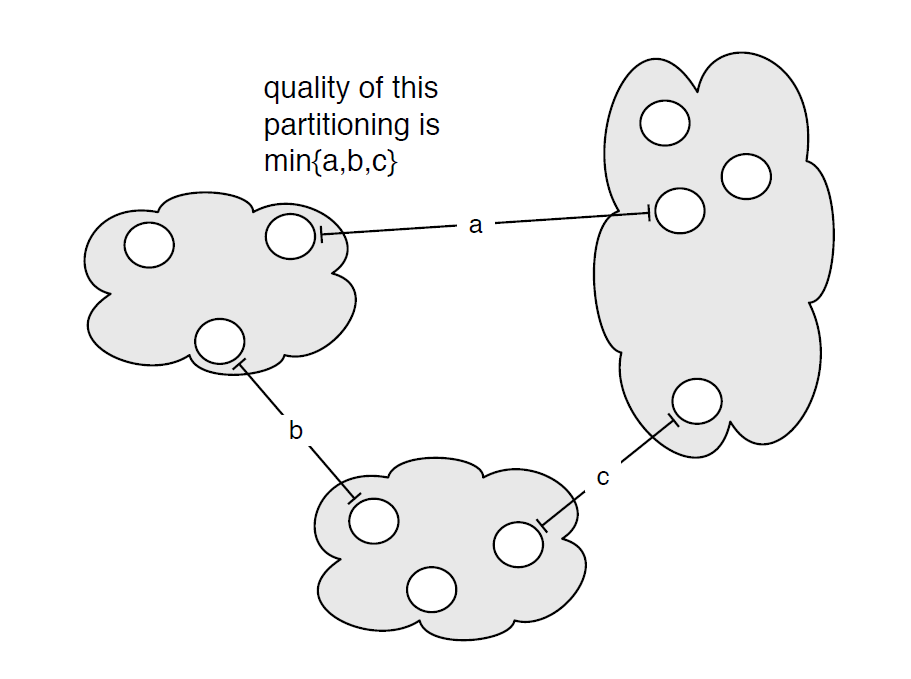 quality of this
partitioning is
min{a,b,c}
a
b
c